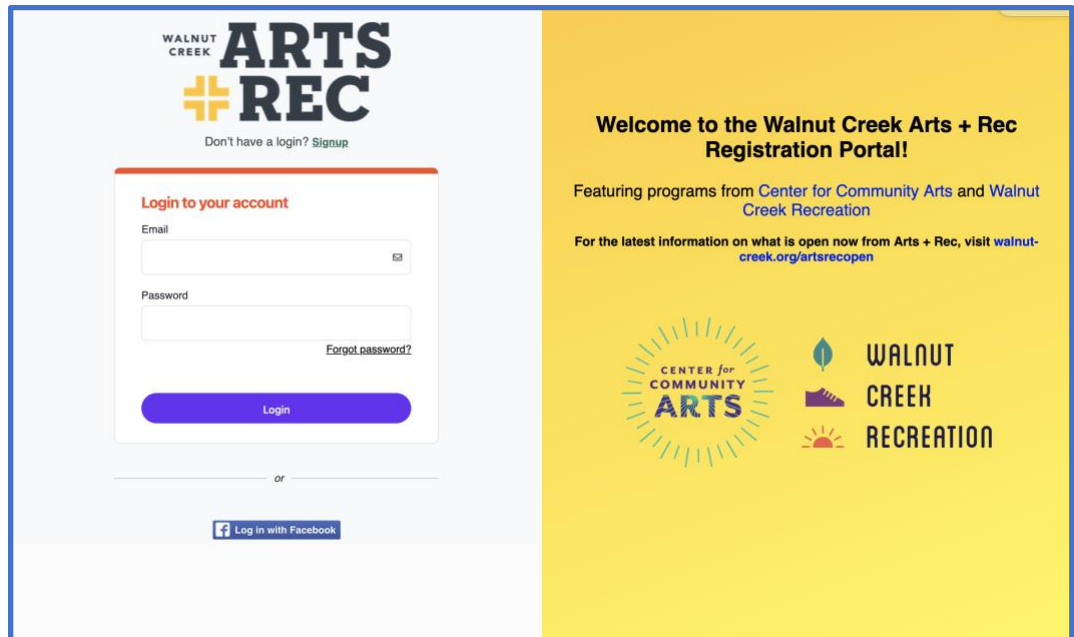 WALNUT
CREEK
ARTS
REC
Don't have a login? Signup
Login to your account
Email
Password
Forgot password?
Login
or
Log in with Facebook
Welcome to the Walnut Creek Arts + Rec
Registration Portal!
Featuring programs from Center for Community Arts and Walnut
Creek Recreation
For the latest information on what is open now from Arts + Rec, visit walnut-
creek.org/artsrecopen
CENTER for
COMMUNITY
ARTS
WALNUT
CREEK
RECREATION